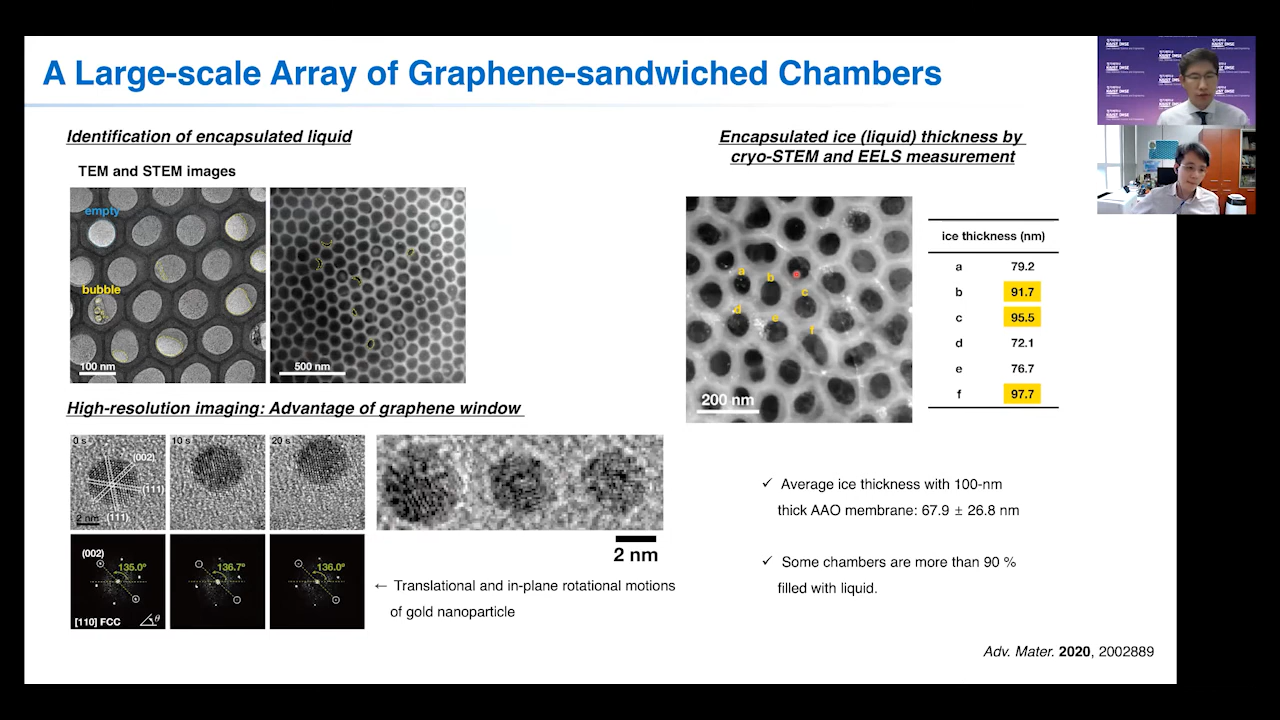 A Large-scale Array of Graphene-sandwiched Chambers
Identification of encapsulated liquid
TEM and STEM images
empty
bubble
100 nm
500 nm
High-resolution imaging: Advantage of graphene window
0 s
10 s
20 s
(002)
(111)
(111)
2 nm
2 nm
(002)
135.0º
136.7º
136.0º
[110] FCC
θ
← Translational and in-plane rotational motions
of gold nanoparticle
Encapsulated ice (liquid) thickness by
cryo-STEM and EELS measurement
a
b
c
d
e
f
200 nm
ice thickness (nm)
a 79.2
b 91.7
c 95.5
d 72.1
e 76.7
f 97.7
✓ Average ice thickness with 100-nm
thick AAO membrane: 67.9 ± 26.8 nm
✓ Some chambers are more than 90 %
filled with liquid.
Adv. Mater. 2020, 2002889
KAIST DMSE